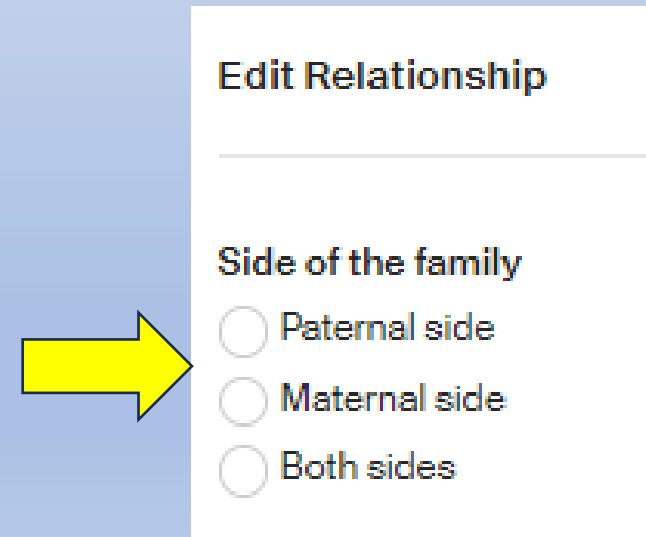 Edit Relationship
Side of the family
Paternal side
Maternal side
Both sides